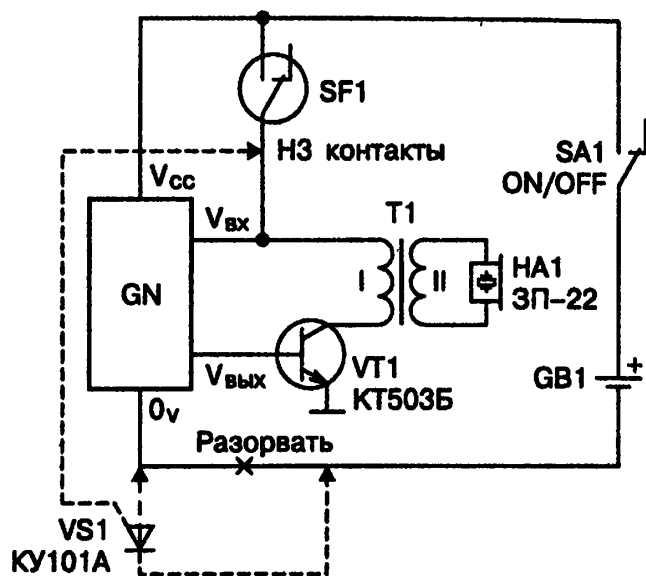 SF1
НЗ контакты
SA1
ON/OFF
Vcc
Vвх
T1
GN
I
II
HA1
ЗП-22
Vвых
VT1
КТ503Б
GB1
+
0v
Разорвать
VS1
КУ101А